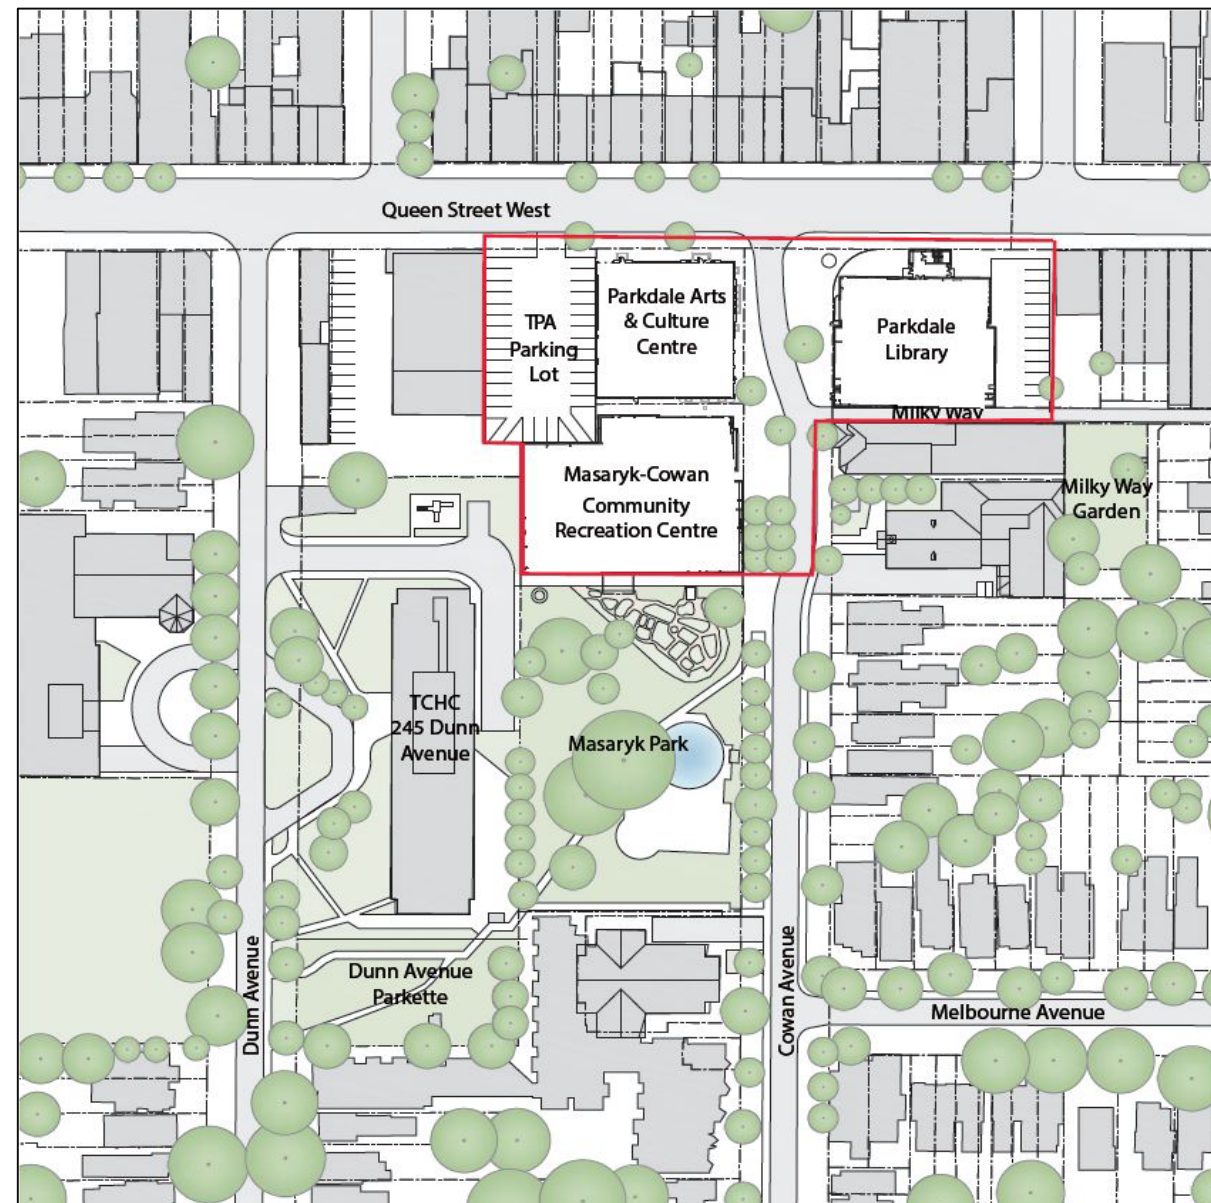 Queen Street West
TPA
Parking
Lot
Parkdale Arts
& Culture
Centre
Parkdale
Library
Milky Way
Masaryk-Cowan
Community
Recreation Centre
Milky Way
Garden
TCHC
245 Dunn
Avenue
Masaryk Park
Dunn Avenue
Parkette
Dunn Avenue
Cowan Avenue
Melbourne Avenue